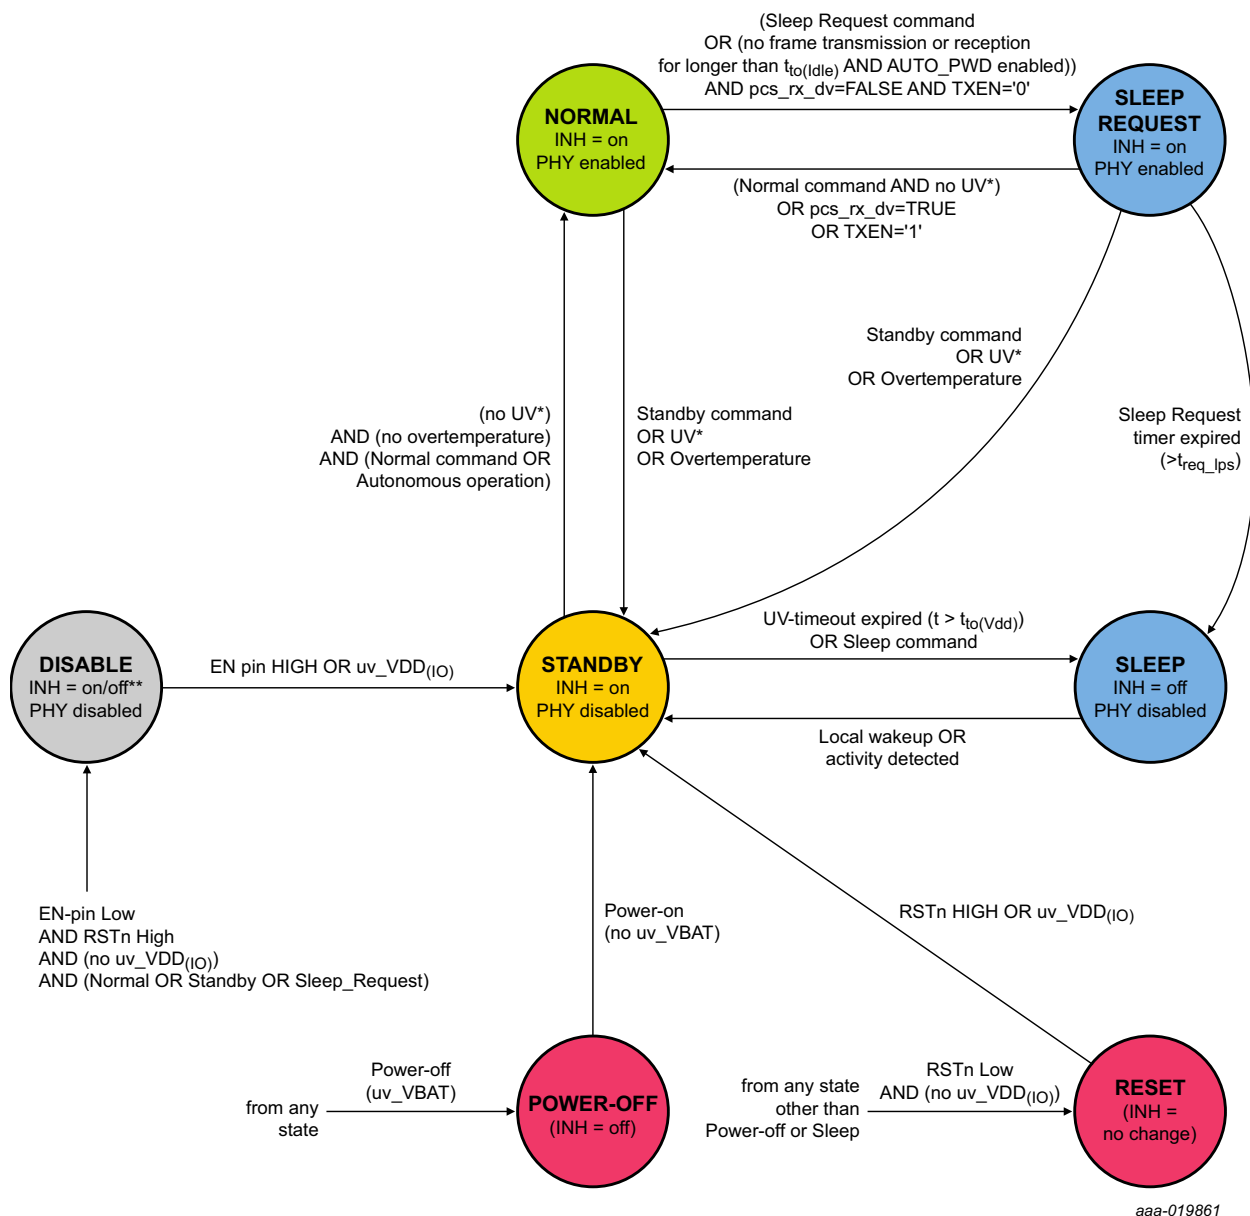 (Sleep Request command
OR (no frame transmission or reception
for longer than tto(Idle) AND AUTO_PWD enabled))
AND pcs_rx_dv=FALSE AND TXEN='0'
NORMAL
INH = on
PHY enabled
SLEEP
REQUEST
INH = on
PHY enabled
(Normal command AND no UV*)
OR pcs_rx_dv=TRUE
OR TXEN='1'
Standby command
OR UV*
OR Overtemperature
(no UV*)
AND (no overtemperature)
AND (Normal command OR
Autonomous operation)
Standby command
OR UV*
OR Overtemperature
Sleep Request
timer expired
(>treq_lps)
DISABLE
INH = on/off**
PHY disabled
EN pin HIGH OR uv_VDD(IO)
STANDBY
INH = on
PHY disabled
UV-timeout expired (t > tto(Vdd))
OR Sleep command
SLEEP
INH = off
PHY disabled
Local wakeup OR
activity detected
EN-pin Low
AND RSTn High
AND (no uv_VDD(IO))
AND (Normal OR Standby OR Sleep_Request)
Power-on
(no uv_VBAT)
RSTn HIGH OR uv_VDD(IO)
from any
state
Power-off
(uv_VBAT)
POWER-OFF
(INH = off)
from any state
other than
Power-off or Sleep
RSTn Low
AND (no uv_VDD(IO))
RESET
(INH =
no change)
aaa-019861